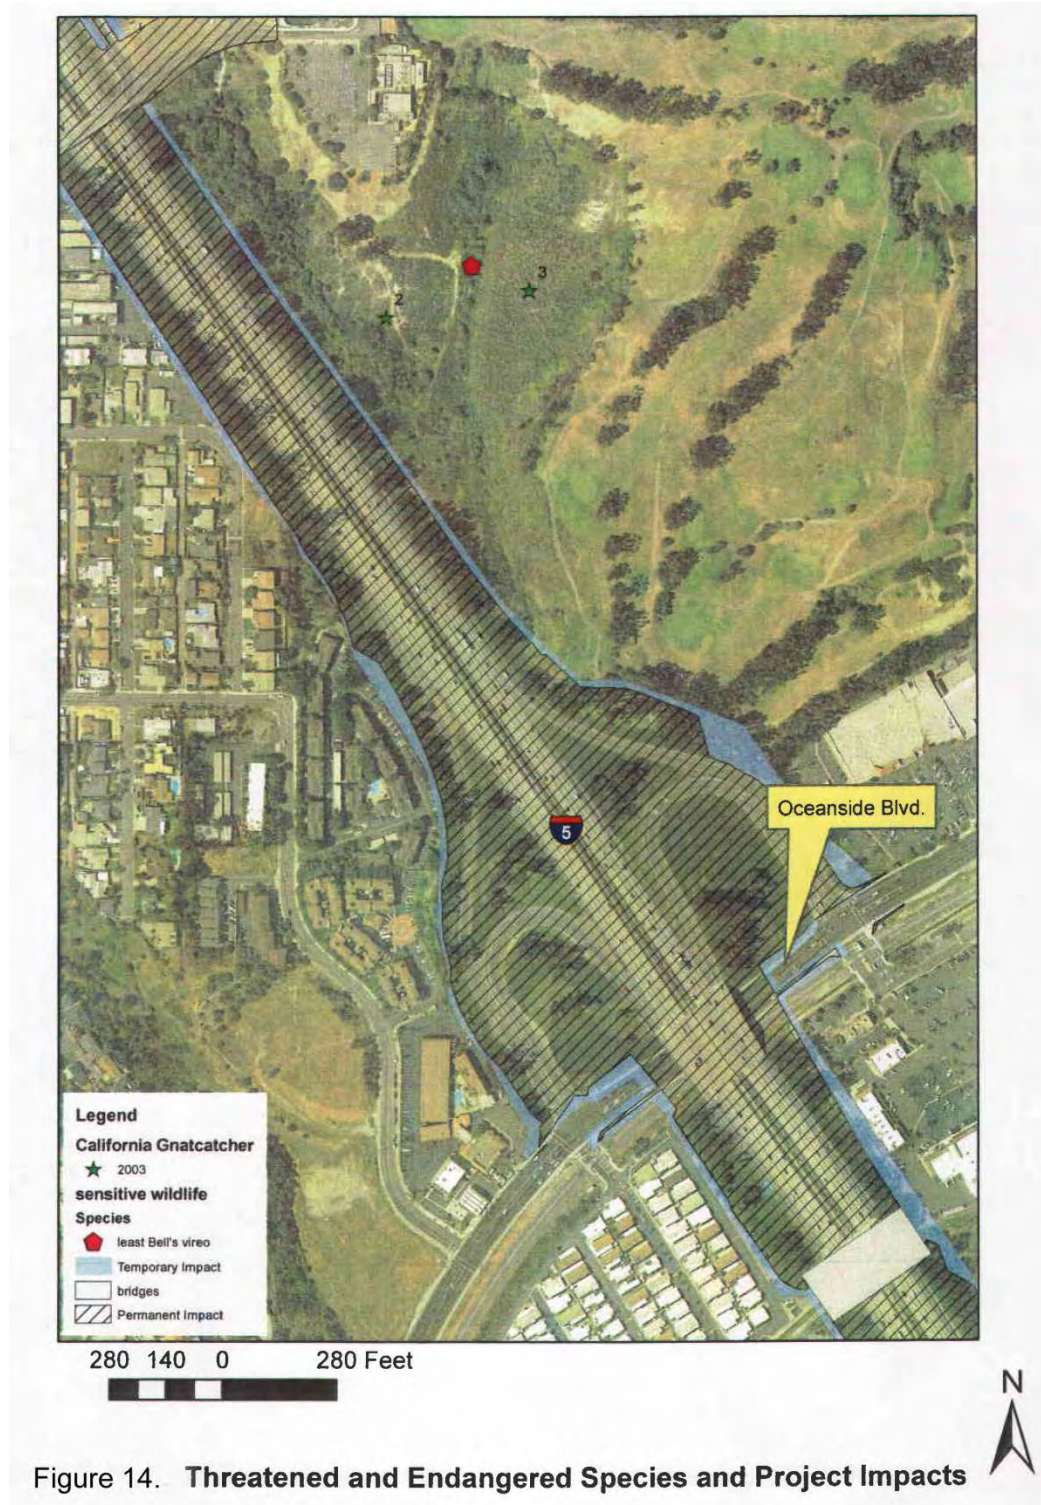 3
2
Oceanside Blvd.
5
Legend
California Gnatcatcher
2003
sensitive wildlife
Species
least Bell's vireo
Temporary Impact
bridges
Permanent Impact
280 140 0 280 Feet
N
Figure 14. Threatened and Endangered Species and Project Impacts